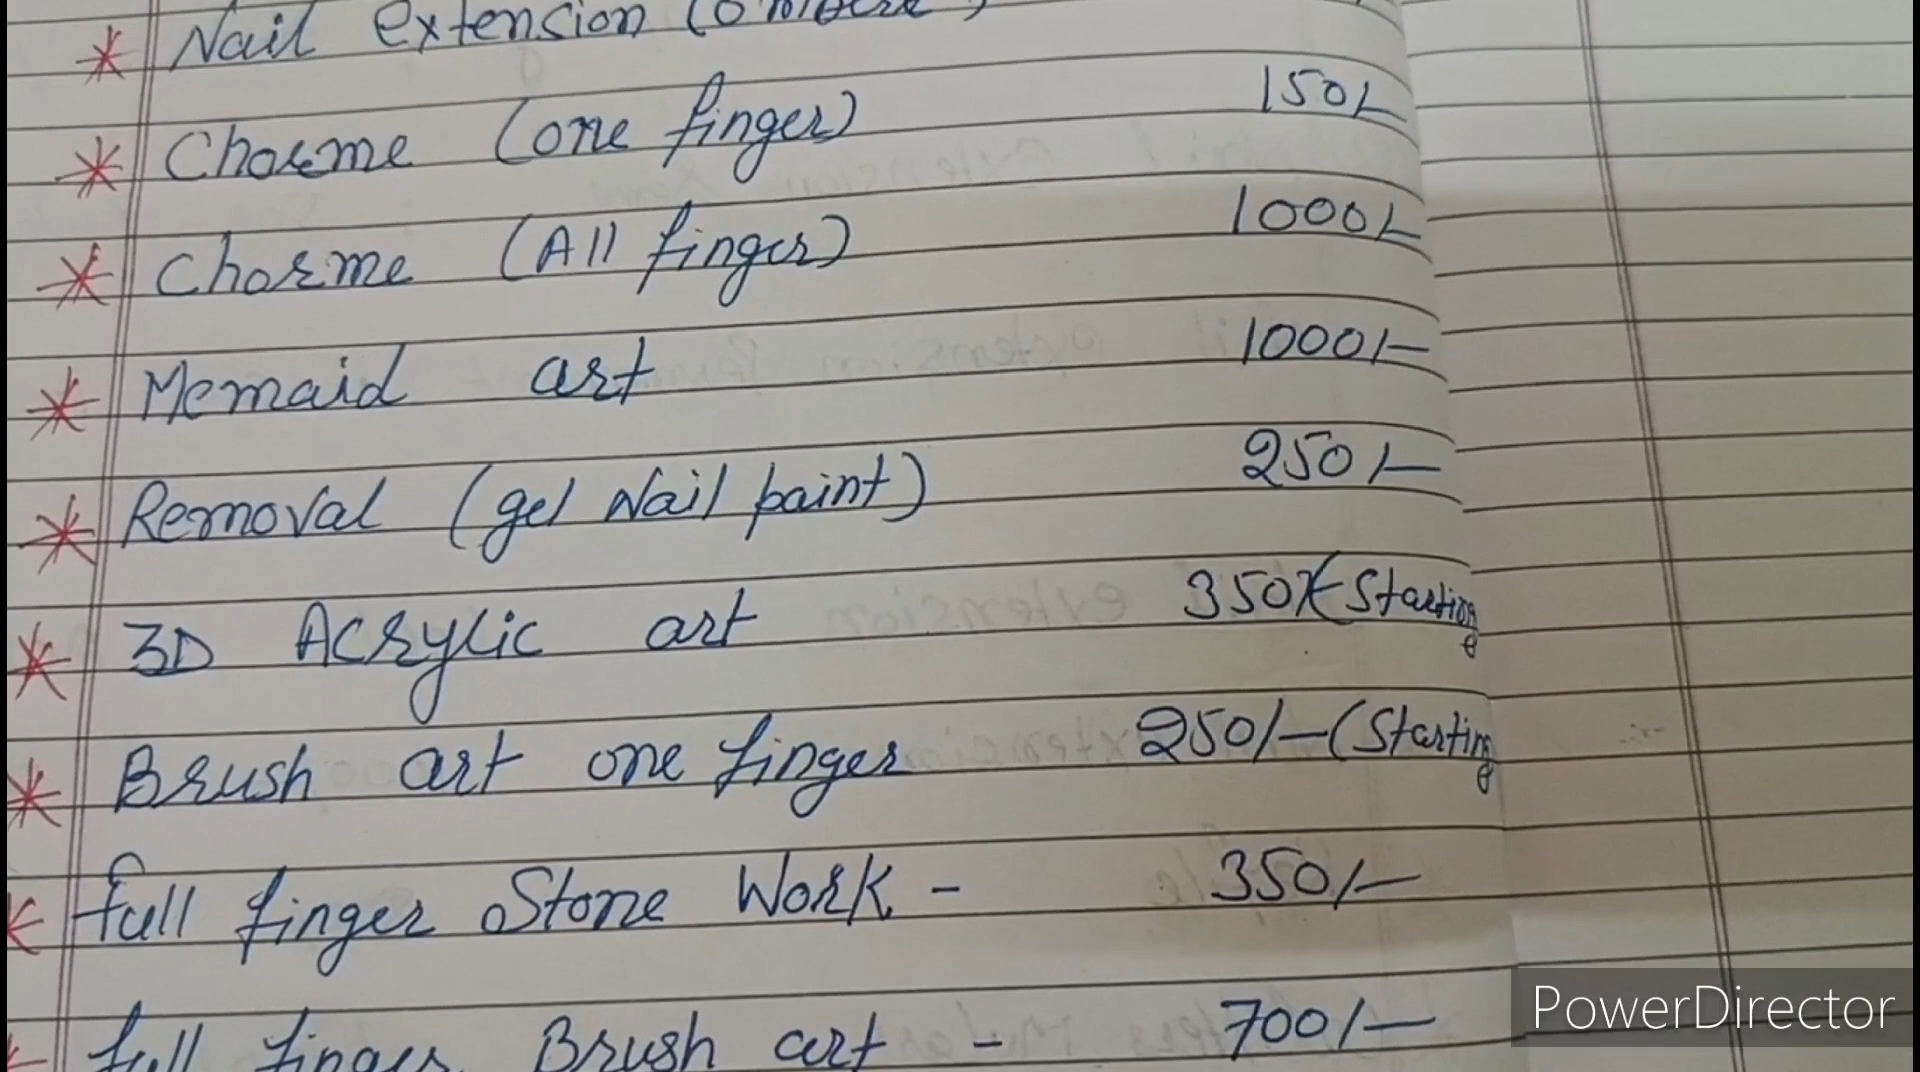 * Nail extension (Ombere)
* Chorme (one finger) 150/-
* Chorme (All finger) 1000/-
* Memaid art 1000/-
* Removal (gel Nail paint) 250/-
* 3D Acrylic art 350/- Starting
* Brush art one finger 250/- (Starting
* full finger Stone Work - 350/-
* full finger Brush art - 700/-
PowerDirector